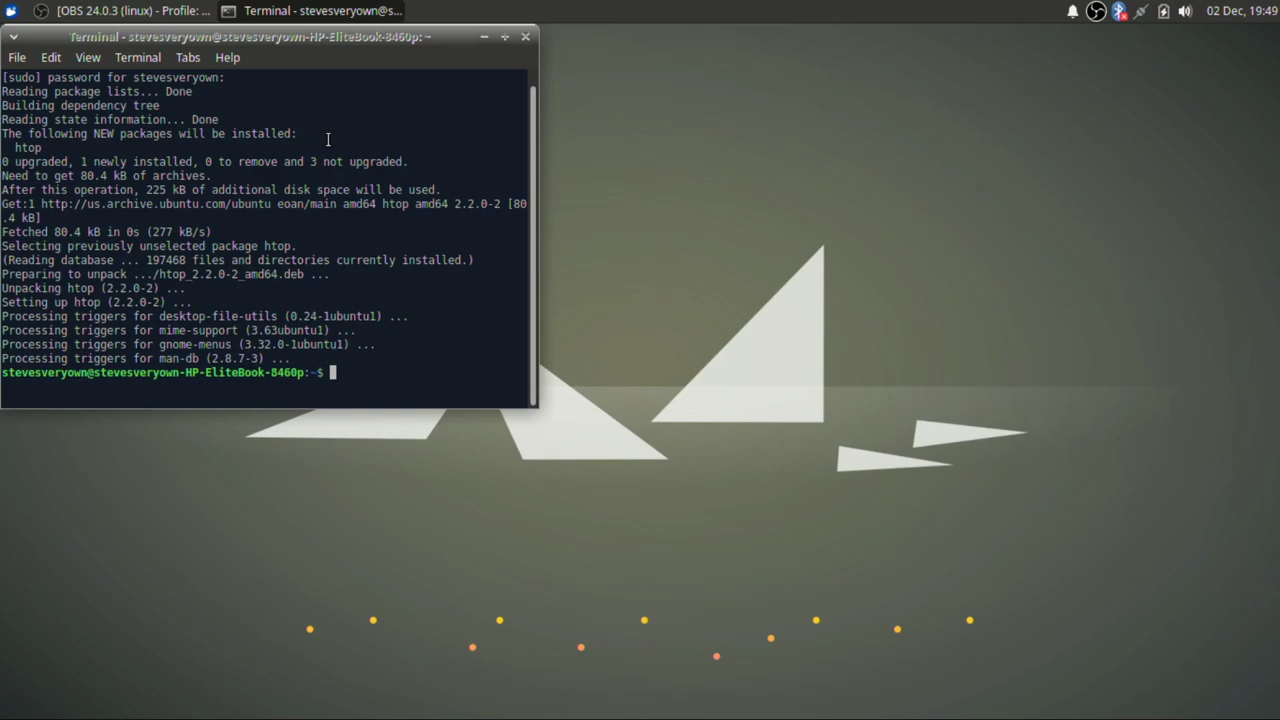 [OBS 24.0.3 (linux) - Profile: ...
Terminal - stevesveryown@s...
02 Dec, 19:49
Terminal - stevesveryown@stevesveryown-HP-EliteBook-8460p: ~
File Edit View Terminal Tabs Help
[sudo] password for stevesveryown:
Reading package lists... Done
Building dependency tree
Reading state information... Done
The following NEW packages will be installed:
  htop
0 upgraded, 1 newly installed, 0 to remove and 3 not upgraded.
Need to get 80.4 kB of archives.
After this operation, 225 kB of additional disk space will be used.
Get:1 http://us.archive.ubuntu.com/ubuntu eoan/main amd64 htop amd64 2.2.0-2 [80
.4 kB]
Fetched 80.4 kB in 0s (277 kB/s)
Selecting previously unselected package htop.
(Reading database ... 197468 files and directories currently installed.)
Preparing to unpack .../htop_2.2.0-2_amd64.deb ...
Unpacking htop (2.2.0-2) ...
Setting up htop (2.2.0-2) ...
Processing triggers for desktop-file-utils (0.24-1ubuntu1) ...
Processing triggers for mime-support (3.63ubuntu1) ...
Processing triggers for gnome-menus (3.32.0-1ubuntu1) ...
Processing triggers for man-db (2.8.7-3) ...
stevesveryown@stevesveryown-HP-EliteBook-8460p:~$